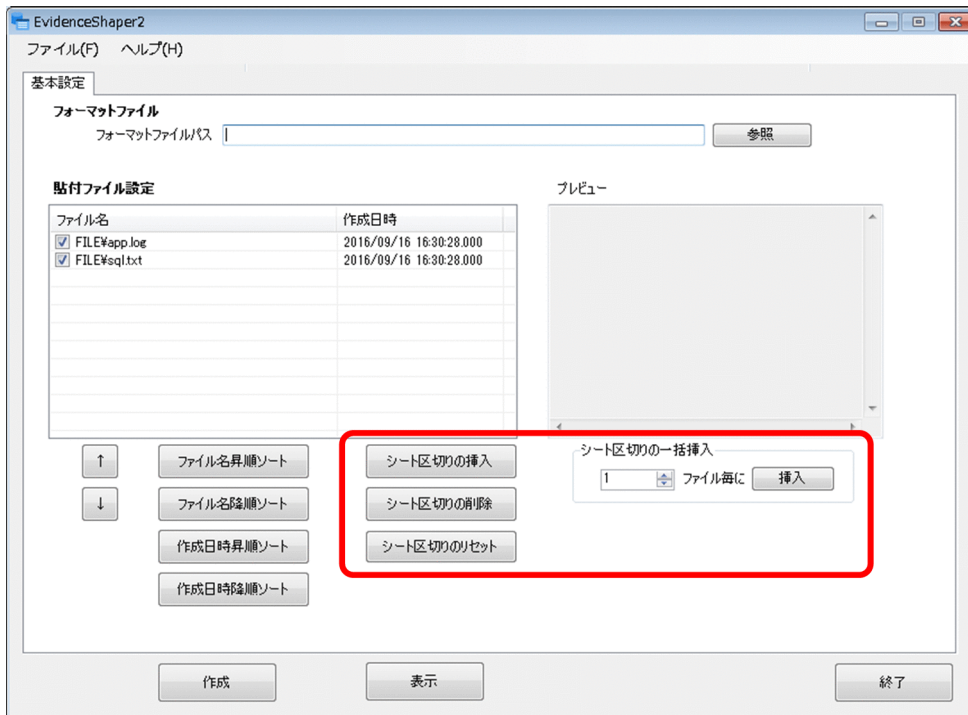 EvidenceShaper2
ファイル(F) ヘルプ(H)
基本設定
フォーマットファイル
フォーマットファイルパス 参照
貼付ファイル設定 プレビュー
ファイル名 作成日時
FILE¥app.log 2016/09/16 16:30:28.000
FILE¥sql.txt 2016/09/16 16:30:28.000
↑ ファイル名昇順ソート シート区切りの挿入 シート区切りの一括挿入
1 ファイル毎に 挿入
↓ ファイル名降順ソート シート区切りの削除
作成日時昇順ソート シート区切りのリセット
作成日時降順ソート
作成 表示 終了